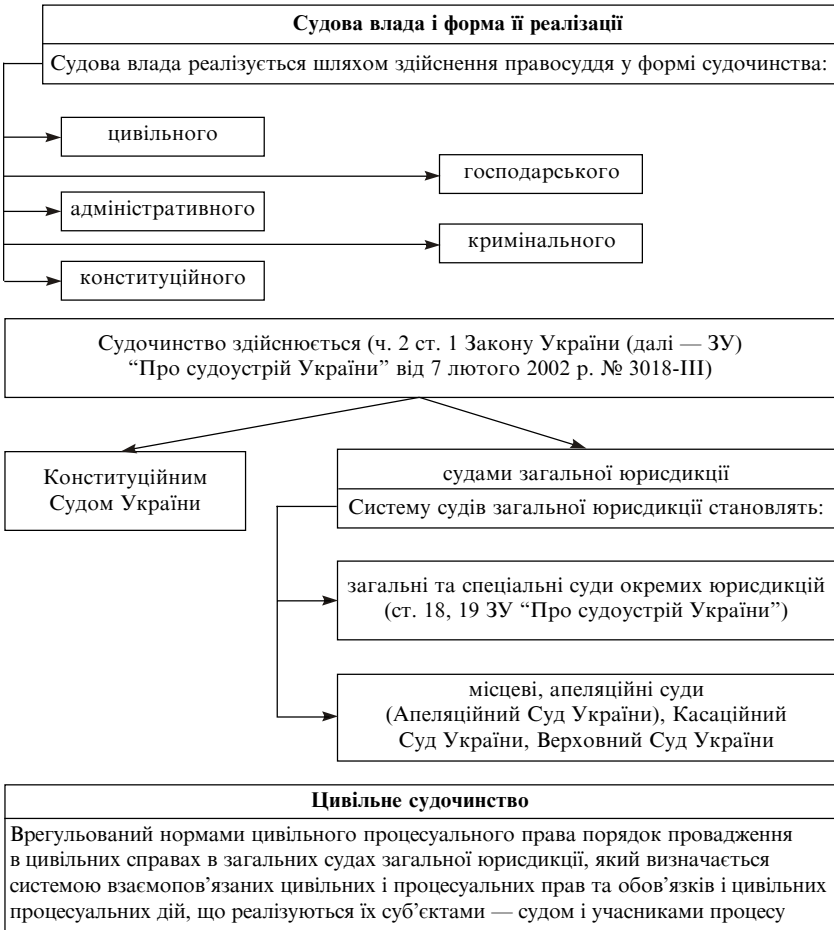 Судова влада і форма її реалізації
Судова влада реалізується шляхом здійснення правосуддя у формі судочинства:
цивільного
господарського
адміністративного
кримінального
конституційного
Судочинство здійснюється (ч. 2 ст. 1 Закону України (далі — ЗУ)
“Про судоустрій України” від 7 лютого 2002 р. № 3018-III)
Конституційним
Судом України
судами загальної юрисдикції
Систему судів загальної юрисдикції становлять:
загальні та спеціальні суди окремих юрисдикцій
(ст. 18, 19 ЗУ “Про судоустрій України”)
місцеві, апеляційні суди
(Апеляційний Суд України), Касаційний
Суд України, Верховний Суд України
Цивільне судочинство
Врегульований нормами цивільного процесуального права порядок провадження
в цивільних справах в загальних судах загальної юрисдикції, який визначається
системою взаємопов’язаних цивільних і процесуальних прав та обов’язків і цивільних
процесуальних дій, що реалізуються їх суб’єктами — судом і учасниками процесу